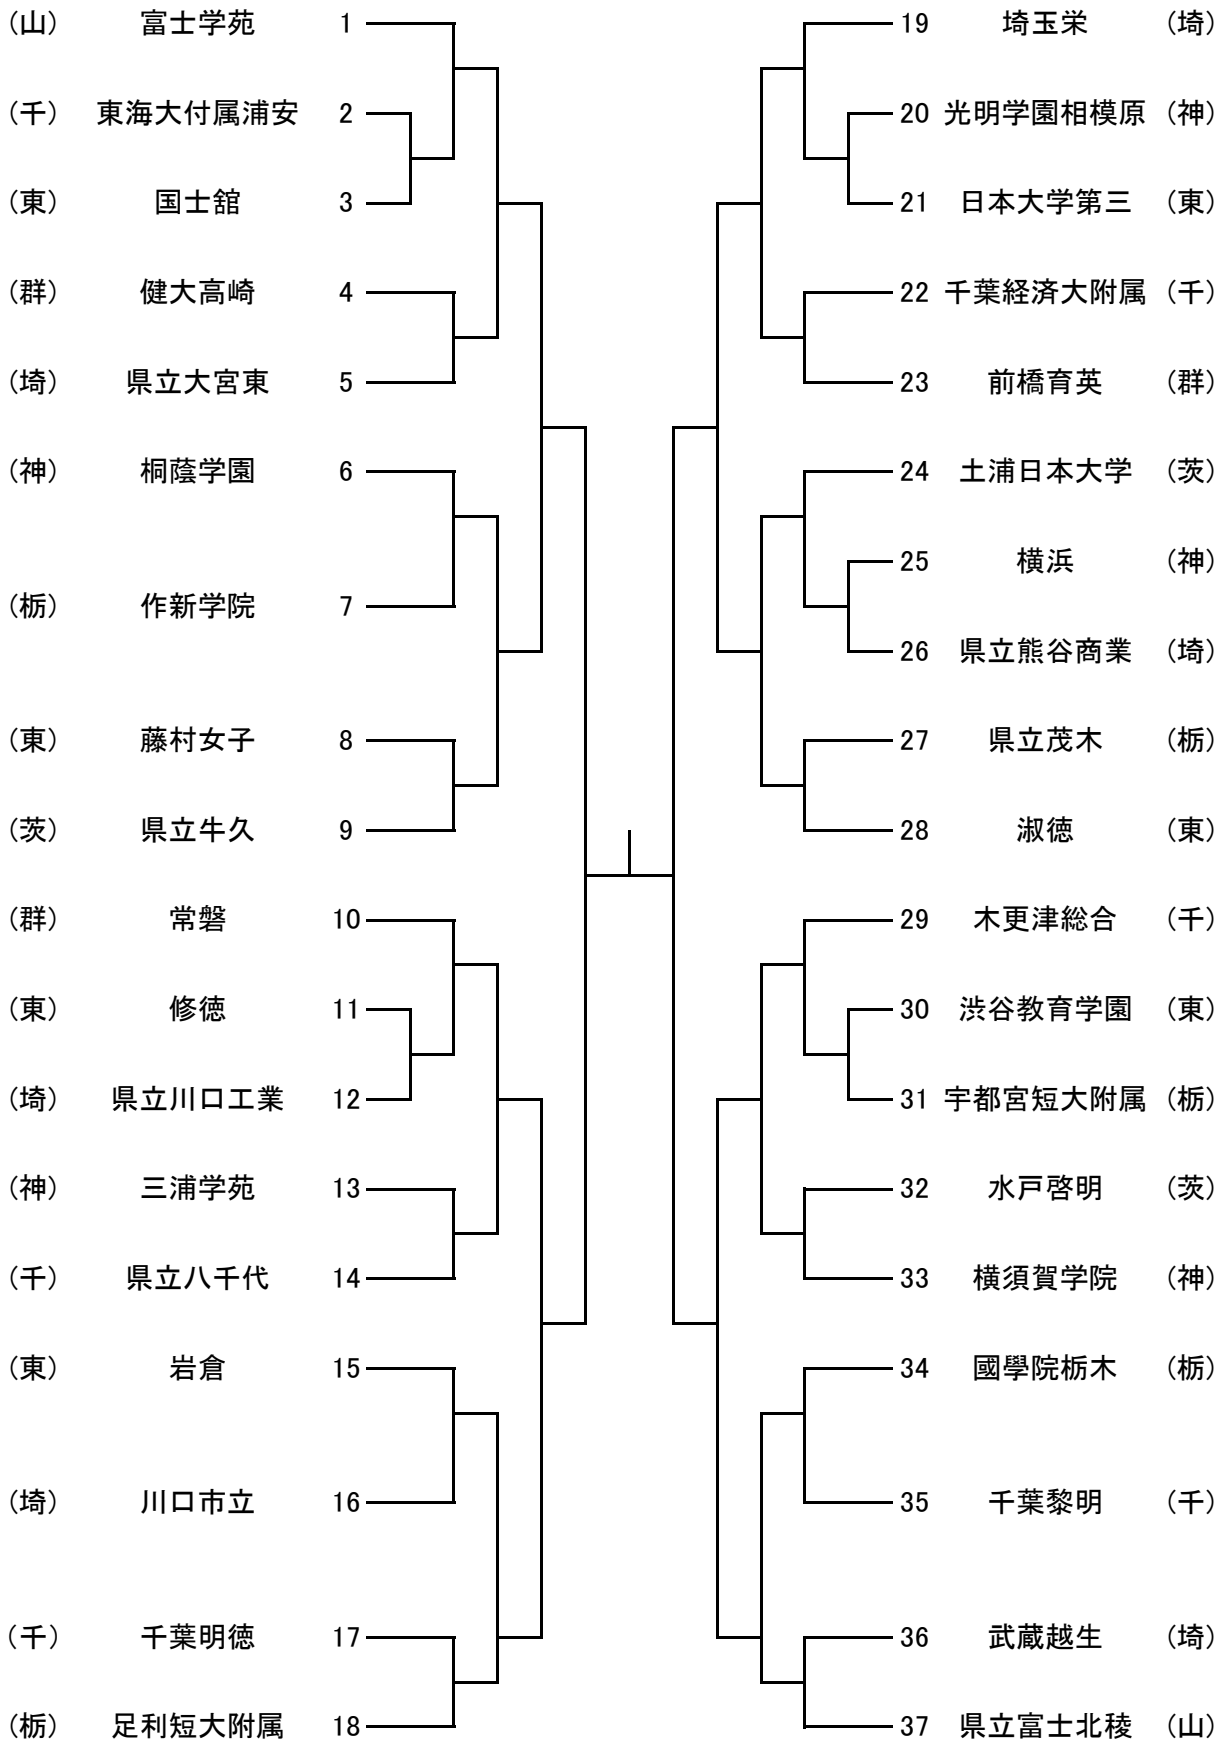 (山) 富士学苑 1
(千) 東海大付属浦安 2
(東) 国士舘 3
(群) 健大高崎 4
(埼) 県立大宮東 5
(神) 桐蔭学園 6
(栃) 作新学院 7
(東) 藤村女子 8
(茨) 県立牛久 9
(群) 常磐 10
(東) 修徳 11
(埼) 県立川口工業 12
(神) 三浦学苑 13
(千) 県立八千代 14
(東) 岩倉 15
(埼) 川口市立 16
(千) 千葉明徳 17
(栃) 足利短大附属 18
19 埼玉栄 (埼)
20 光明学園相模原 (神)
21 日本大学第三 (東)
22 千葉経済大附属 (千)
23 前橋育英 (群)
24 土浦日本大学 (茨)
25 横浜 (神)
26 県立熊谷商業 (埼)
27 県立茂木 (栃)
28 淑徳 (東)
29 木更津総合 (千)
30 渋谷教育学園 (東)
31 宇都宮短大附属 (栃)
32 水戸啓明 (茨)
33 横須賀学院 (神)
34 國學院栃木 (栃)
35 千葉黎明 (千)
36 武蔵越生 (埼)
37 県立富士北稜 (山)